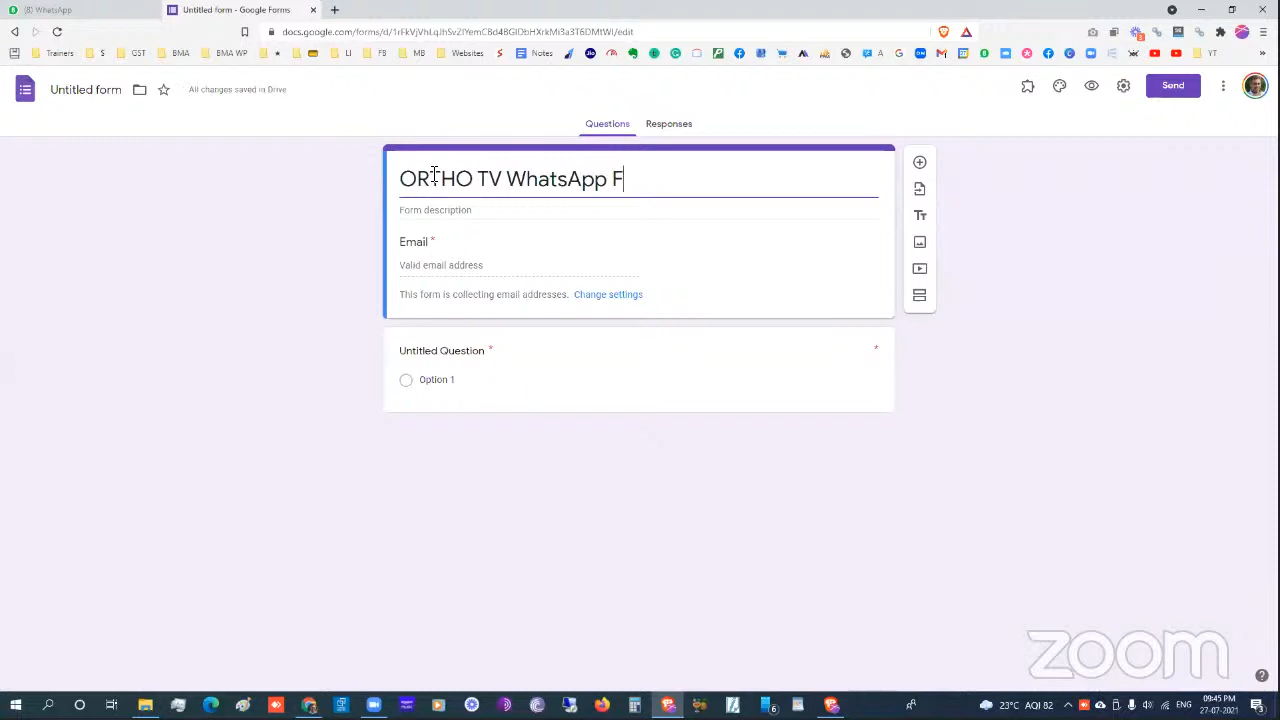 (8) WhatsApp
Untitled form - Google Forms
docs.google.com/forms/d/1rFkVjVhLqJhSvZlYemC8d4BGIDbHXrkMi3a3T6DMtWI/edit
Trainers
S
GST
BMA
BMA WP
LI
FB
MB
Websites
Notes
YT
Untitled form
All changes saved in Drive
Send
Questions
Responses
ORTHO TV WhatsApp F
Form description
Email *
Valid email address
This form is collecting email addresses. Change settings
Untitled Question *
*
Option 1
zoom
23°C AQI 82
ENG
09:45 PM
27-07-2021